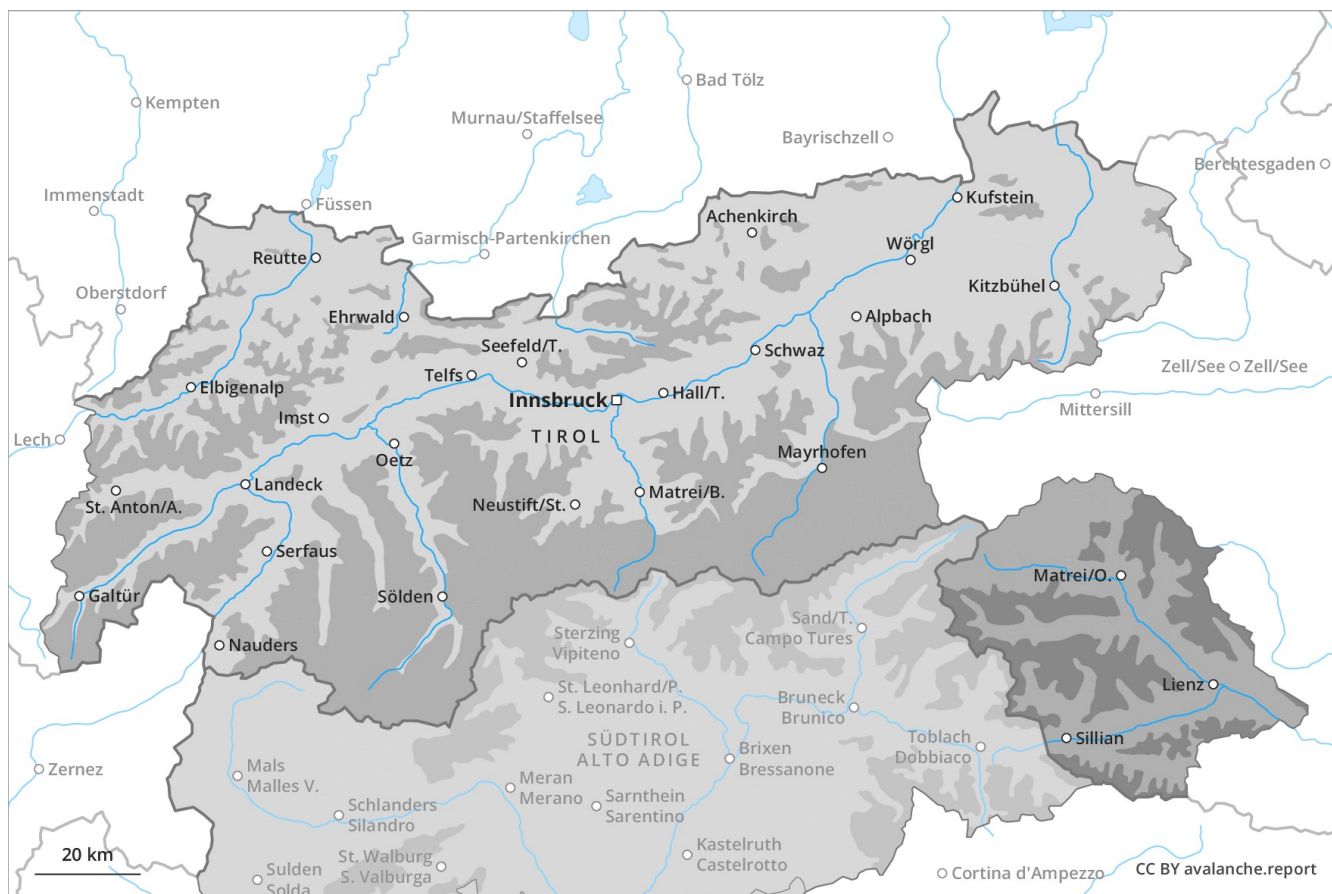 Kempten
Bad Tölz
Murnau/Staffelsee
Bayrischzell
Berchtesgaden
Immenstadt
Füssen
Kufstein
Achenkirch
Garmisch-Partenkirchen
Wörgl
Reutte
Oberstdorf
Kitzbühel
Ehrwald
Alpbach
Seefeld/T.
Schwaz
Zell/See
Zell/See
Telfs
Elbigenalp
Hall/T.
Innsbruck
Mittersill
Imst
TIROL
Lech
Oetz
Mayrhofen
Landeck
Matrei/B.
St. Anton/A.
Neustift/St.
Serfaus
Matrei/O.
Galtür
Sölden
Sand/T.
Campo Tures
Sterzing
Vipiteno
Nauders
Lienz
St. Leonhard/P.
S. Leonardo i. P.
Bruneck
Brunico
SÜDTIROL
ALTO ADIGE
Toblach
Dobbiaco
Sillian
Brixen
Bressanone
Zernez
Mals
Malles V.
Meran
Merano
Sarnthein
Sarentino
Schlanders
Silandro
Kastelruth
Castelrotto
20 km
St. Walburg
S. Valburga
Sulden
Solda
Cortina d'Ampezzo
CC BY avalanche.report